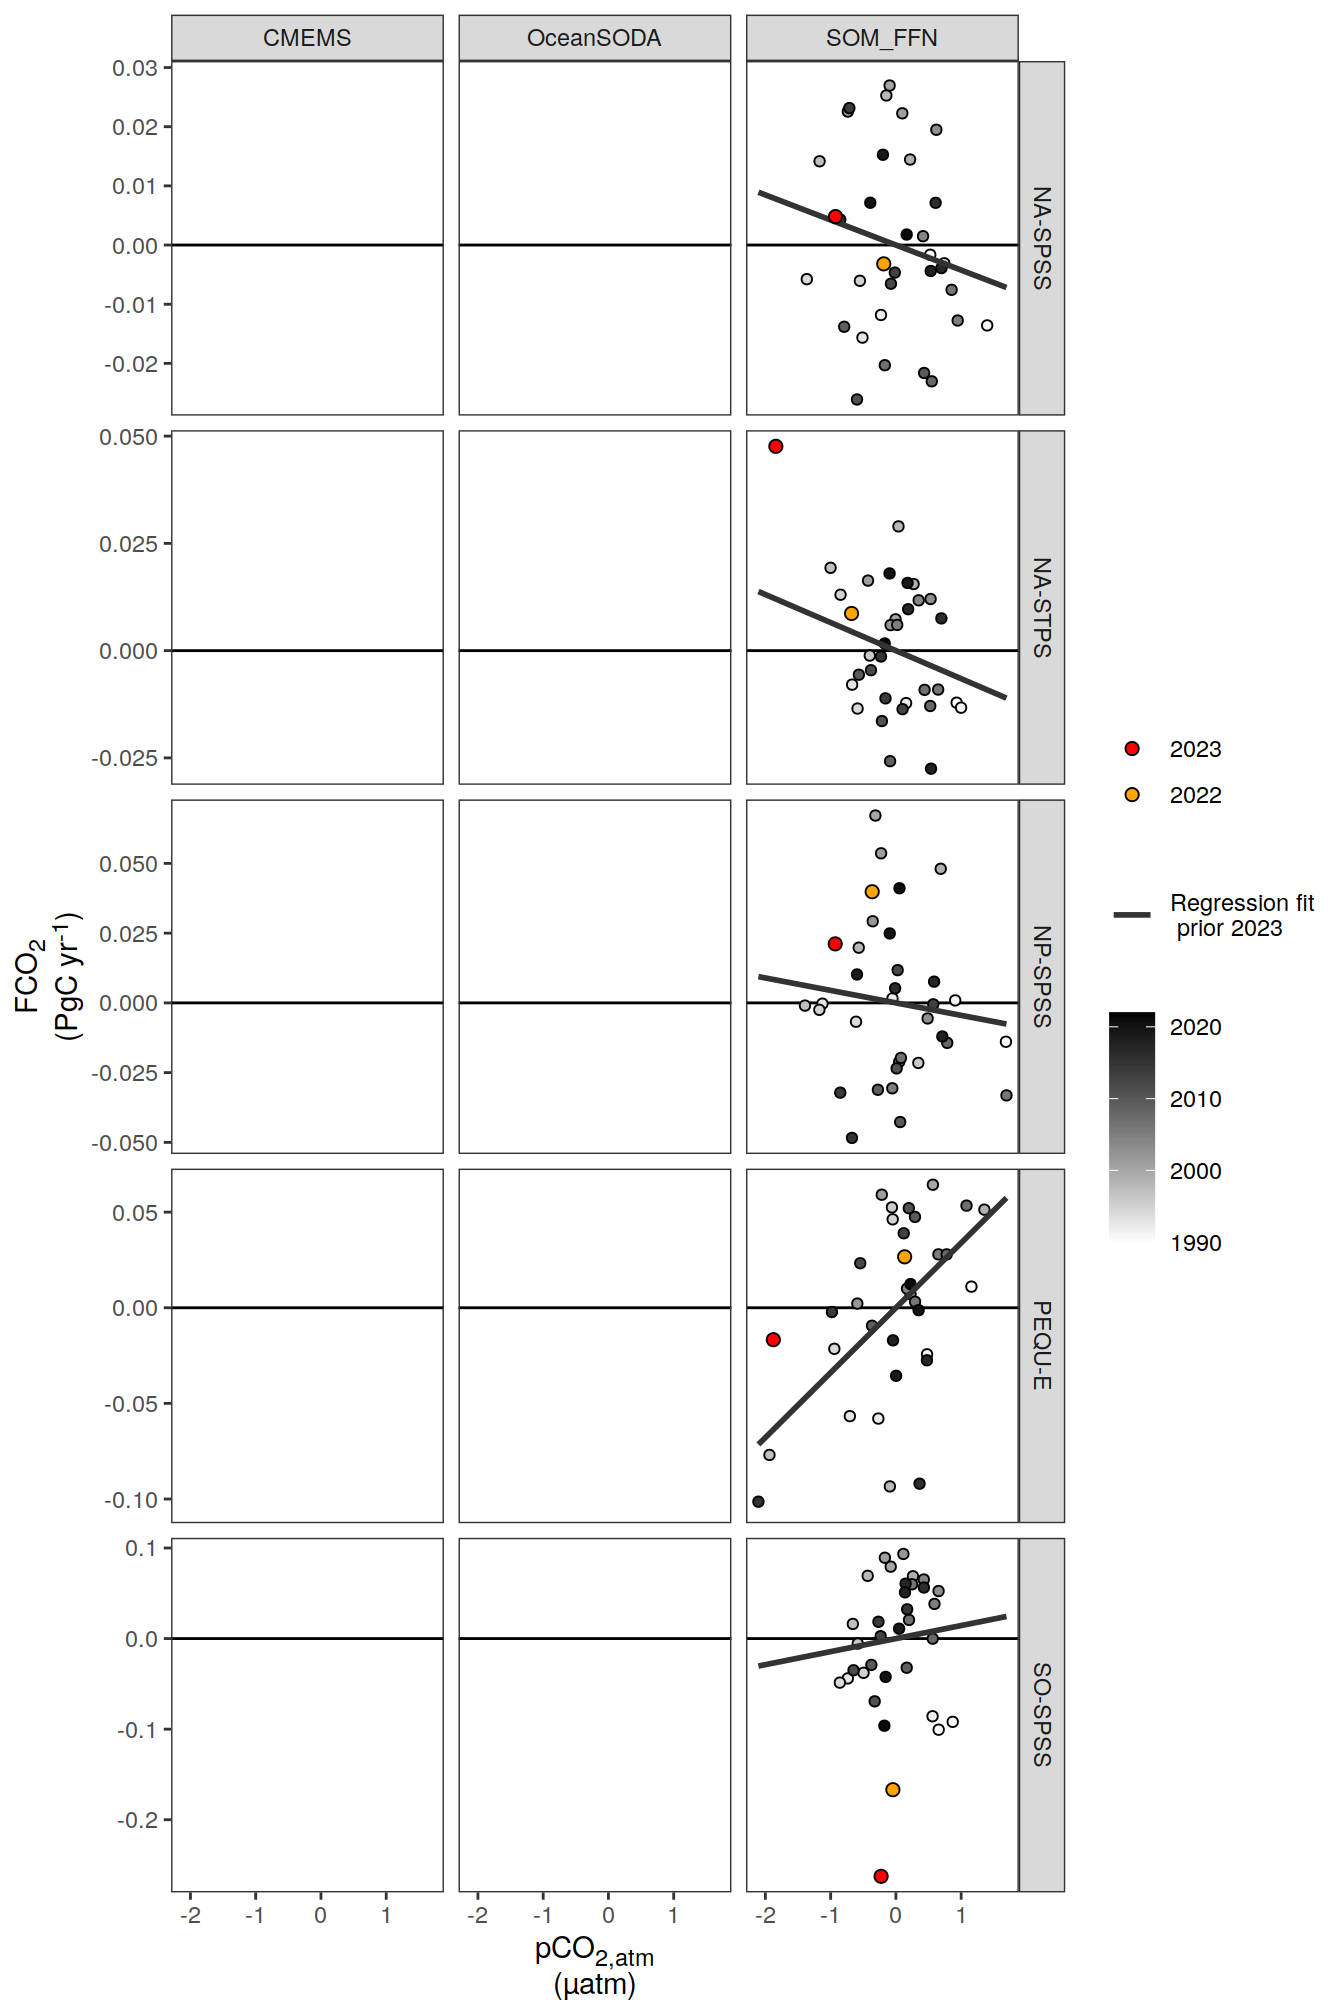 CMEMS
OceanSODA
SOM_FFN
0.03
0.02
0.01
0.00
-0.01
-0.02
NA-SPSS
0.050
0.025
0.000
-0.025
NA-STPS
0.050
0.025
0.000
-0.025
-0.050
NP-SPSS
0.05
0.00
-0.05
-0.10
PEQU-E
0.1
0.0
-0.1
-0.2
SO-SPSS
-2 -1 0 1
-2 -1 0 1
-2 -1 0 1
FCO2
(PgC yr-1)
pCO2,atm
(µatm)
2023
2022
Regression fit
prior 2023
2020
2010
2000
1990